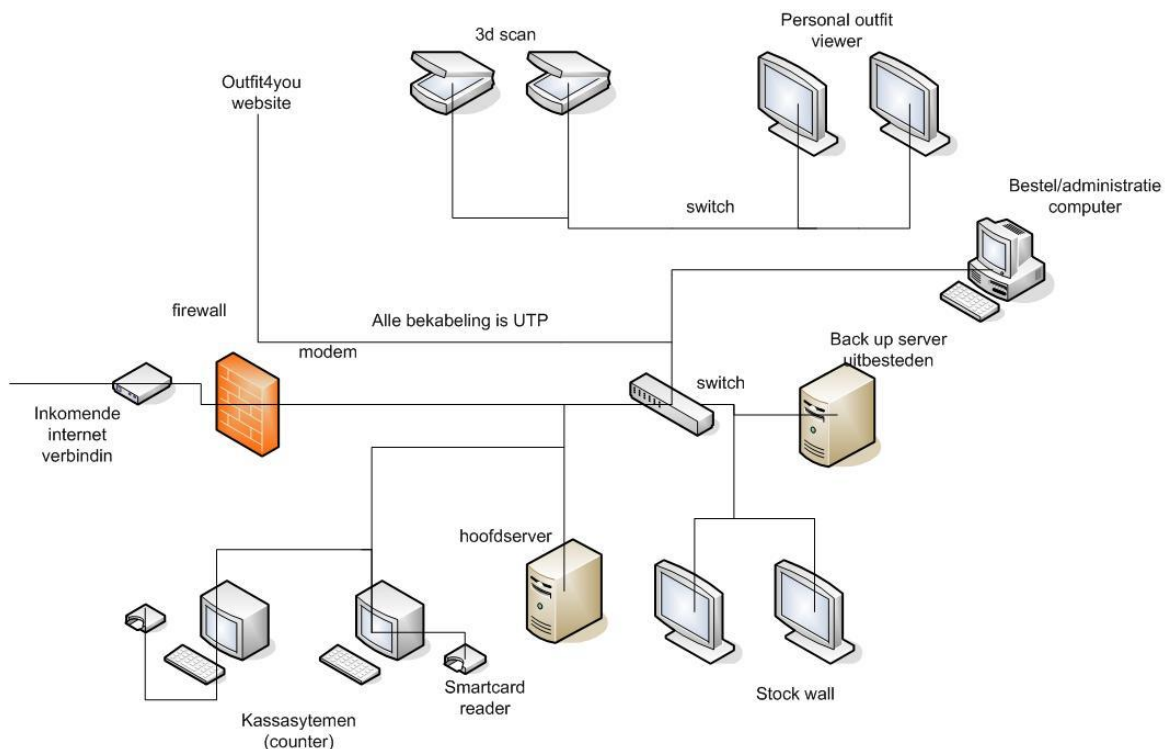 3d scan
Personal outfit
viewer
Outfit4you
website
switch
Bestel/administratie
computer
firewall
Alle bekabeling is UTP
modem
Back up server
uitbesteden
switch
Inkomende
internet
verbindin
hoofdserver
Smartcard
reader
Stock wall
Kassasytemen
(counter)